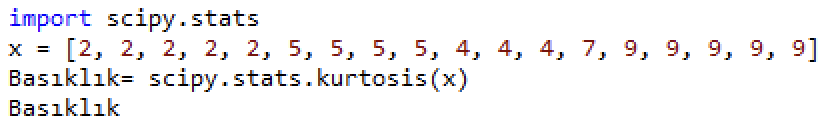 import scipy.stats
x = [2, 2, 2, 2, 2, 5, 5, 5, 5, 4, 4, 4, 7, 9, 9, 9, 9, 9]
Basıklık= scipy.stats.kurtosis(x)
Basıklık